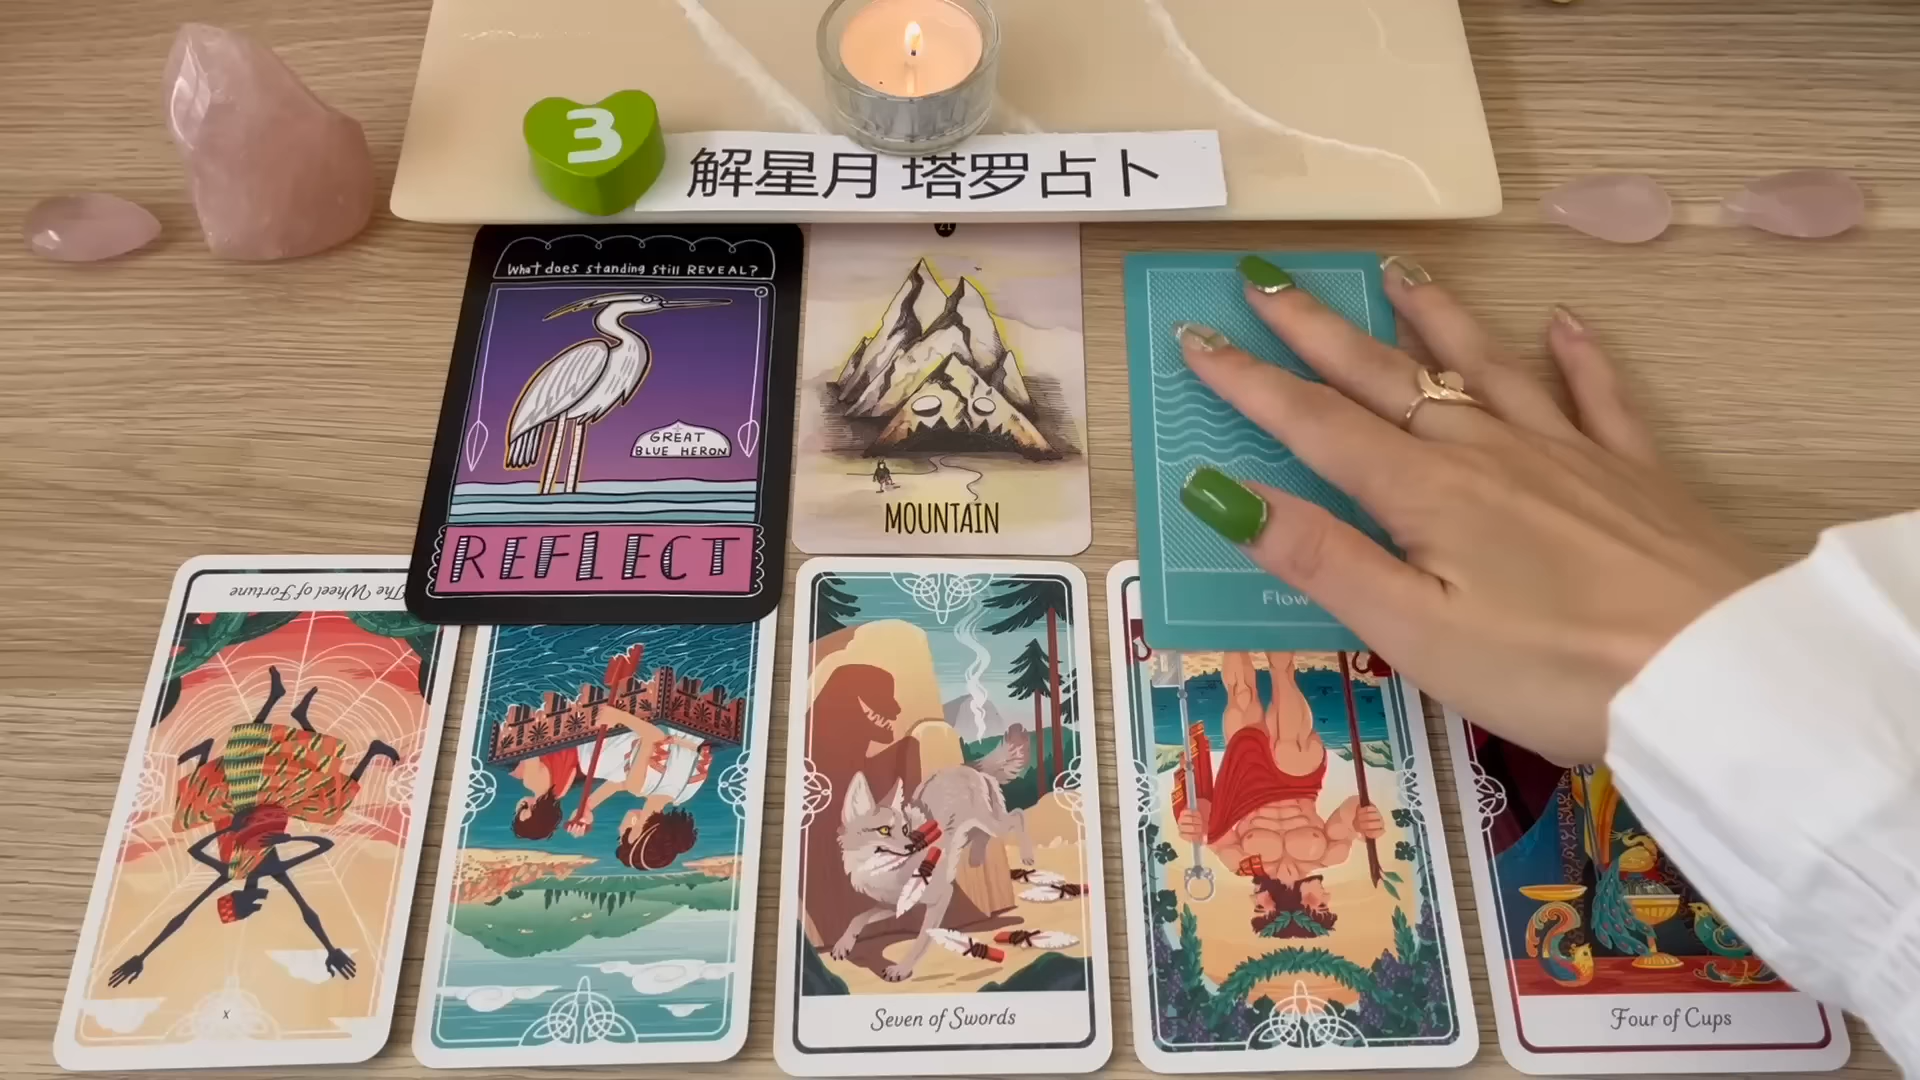 3
解星月 塔罗占卜
17
What does standing still REVEAL?
GREAT
BLUE HERON
REFLECT
MOUNTAIN
Flow
The Wheel of Fortune
X
Seven of Swords
Four of Cups